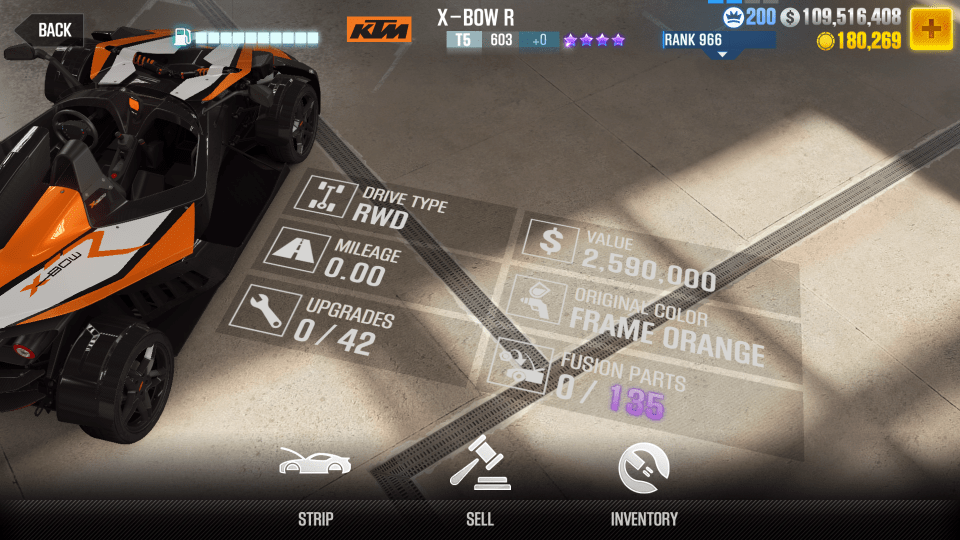 BACK
KTM
X-BOW R
T5 603 +0
200
109,516,408
RANK 966
180,269
DRIVE TYPE
RWD
MILEAGE
0.00
UPGRADES
0/42
VALUE
2,590,000
ORIGINAL COLOR
FRAME ORANGE
FUSION PARTS
0/135
X-BOW
STRIP
SELL
INVENTORY